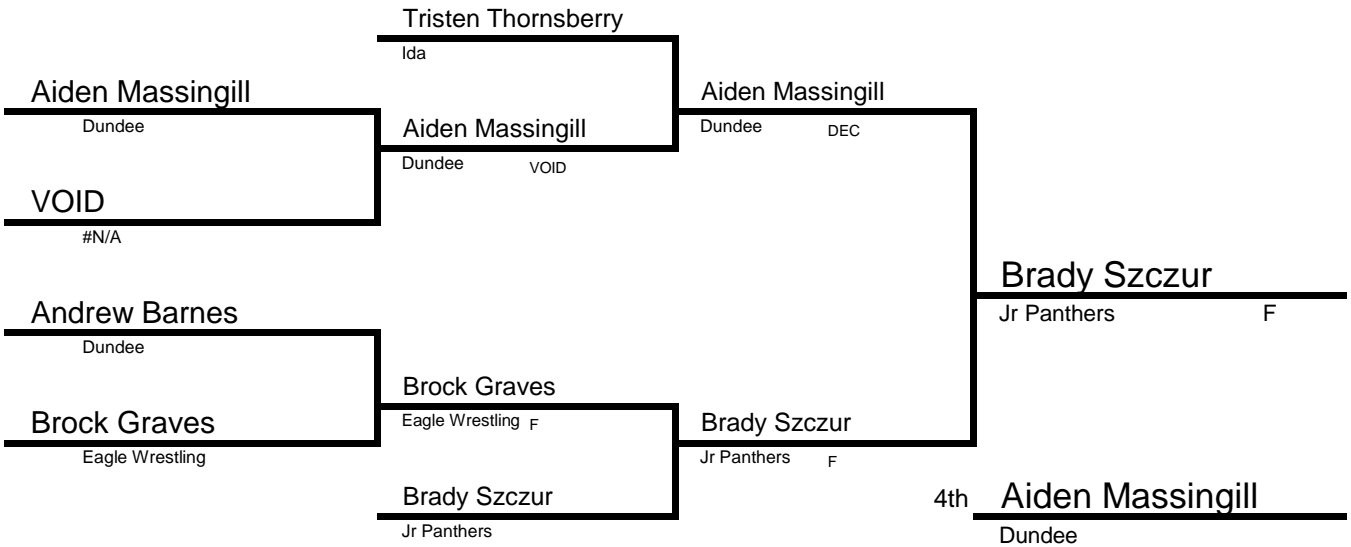 Tristen Thornsberry
Ida
Aiden Massingill
Dundee
Aiden Massingill
Dundee DEC
Aiden Massingill
Dundee VOID
VOID
#N/A
Brady Szczur
Jr Panthers F
Andrew Barnes
Dundee
Brock Graves
Eagle Wrestling F
Brock Graves
Eagle Wrestling
Brady Szczur
Jr Panthers F
Brady Szczur
Jr Panthers
4th Aiden Massingill
Dundee